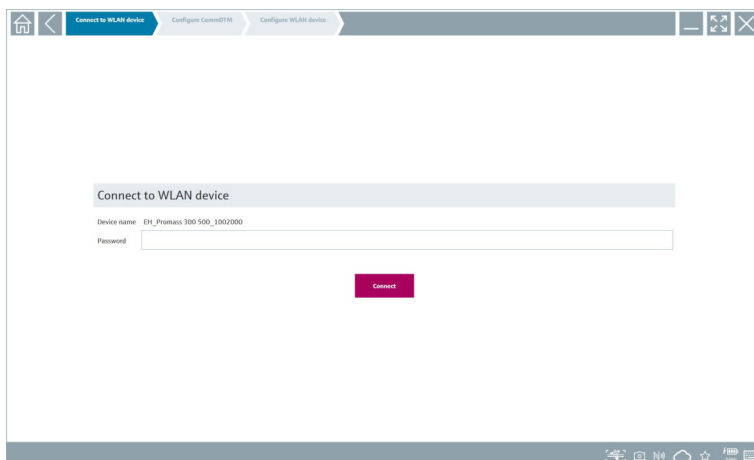 Connect to WLAN device
Configure CommDTM
Configure WLAN device
Connect to WLAN device
Device name EH_Promass 300 500_1002000
Password
Connect